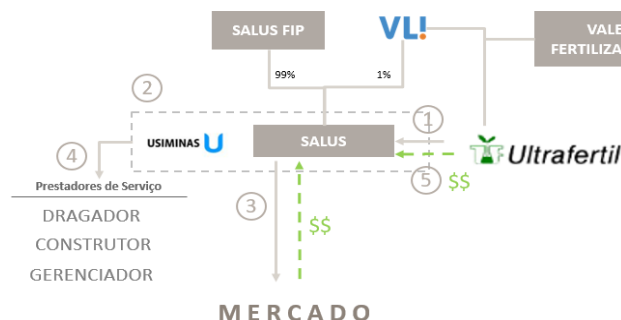 SALUS FIP
VLI
VALE
FERTILIZA
99%
1%
2
1
USIMINAS U
SALUS
Ultrafertil
4
5
$$
Prestadores de Serviço
3
DRAGADOR
$$
CONSTRUTOR
GERENCIADOR
MERCADO